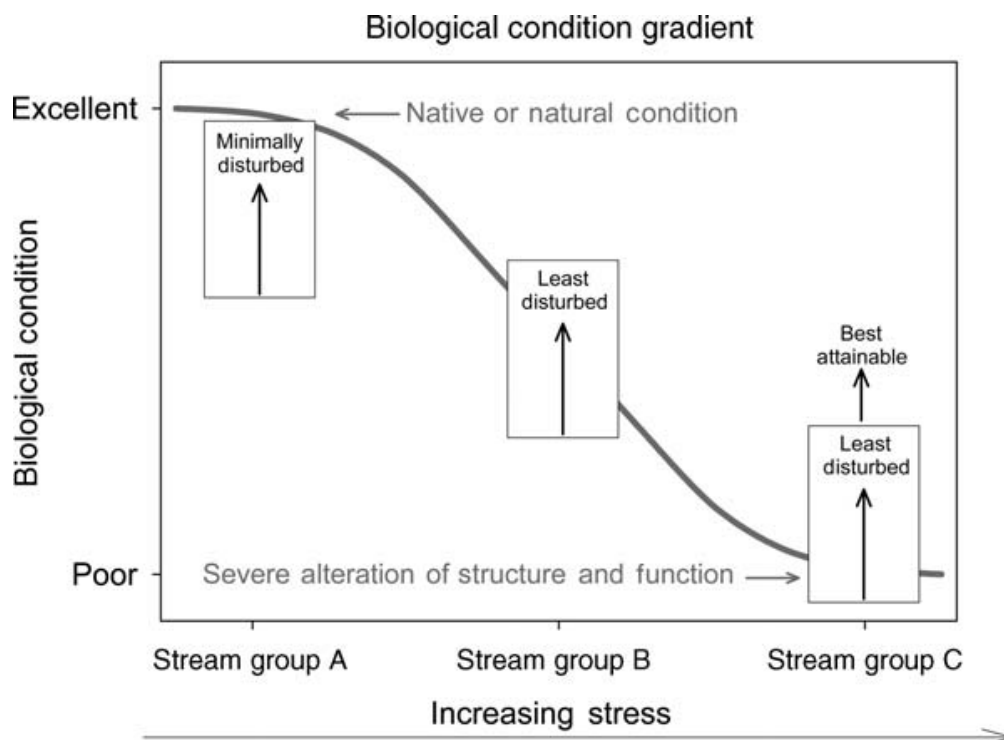 Biological condition gradient
Excellent
Native or natural condition
Minimally
disturbed
Biological condition
Least
disturbed
Best
attainable
Least
disturbed
Poor
Severe alteration of structure and function
Stream group A
Stream group B
Stream group C
Increasing stress